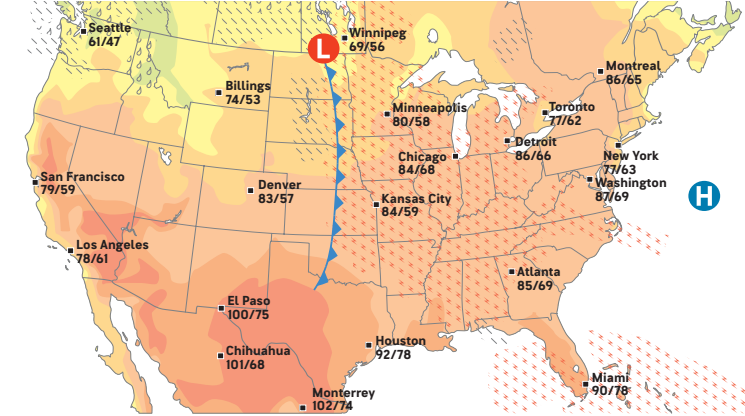 Seattle
61/47
L
Winnipeg
69/56
Montreal
86/65
Billings
74/53
Minneapolis
80/58
Toronto
77/62
Detroit
86/66
Chicago
84/68
New York
77/63
San Francisco
79/59
Denver
83/57
Kansas City
84/59
Washington
87/69
H
Los Angeles
78/61
Atlanta
85/69
El Paso
100/75
Houston
92/78
Chihuahua
101/68
Miami
90/78
Monterrey
102/74